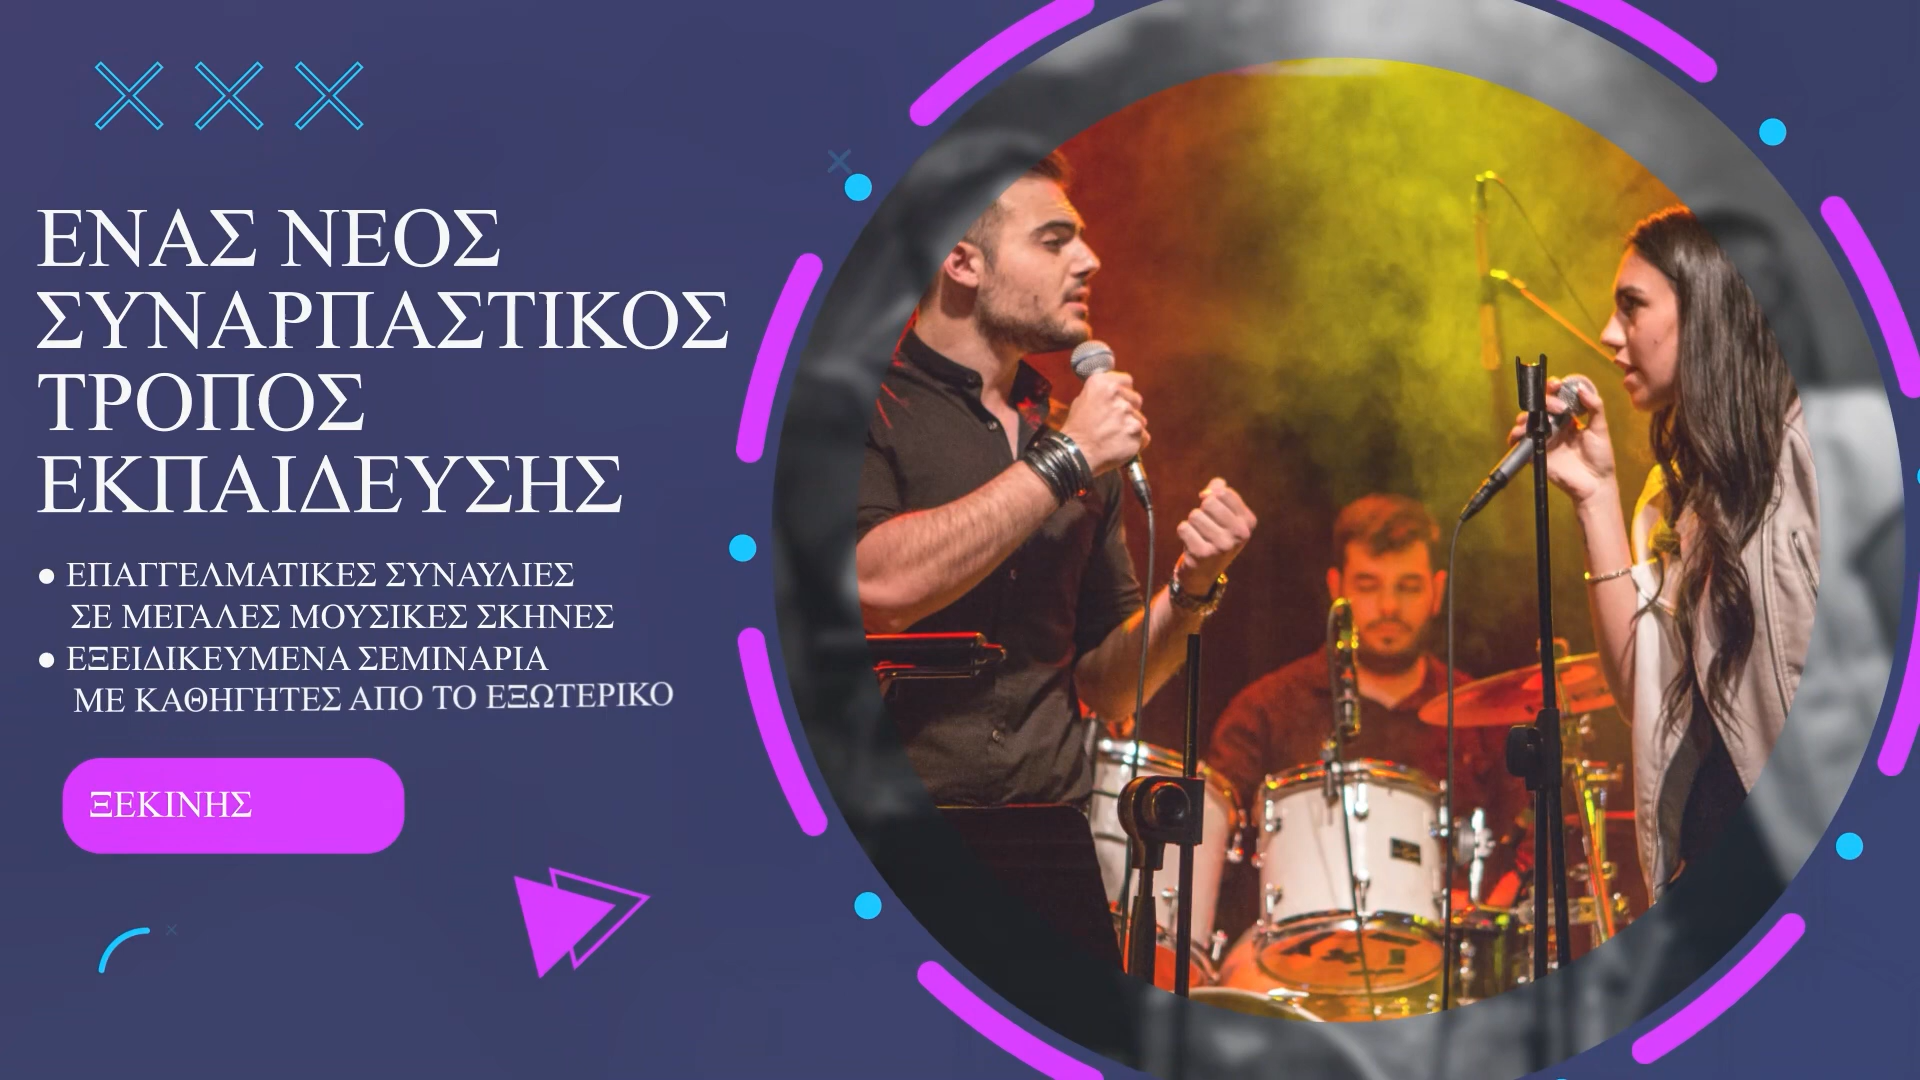 ΕΝΑΣ ΝΕΟΣ
ΣΥΝΑΡΠΑΣΤΙΚΟΣ
ΤΡΟΠΟΣ
ΕΚΠΑΙΔΕΥΣΗΣ
● ΕΠΑΓΓΕΛΜΑΤΙΚΕΣ ΣΥΝΑΥΛΙΕΣ
ΣΕ ΜΕΓΑΛΕΣ ΜΟΥΣΙΚΕΣ ΣΚΗΝΕΣ
● ΕΞΕΙΔΙΚΕΥΜΕΝΑ ΣΕΜΙΝΑΡΙΑ
ΜΕ ΚΑΘΗΓΗΤΕΣ ΑΠΟ ΤΟ ΕΞΩΤΕΡΙΚΟ
ΞΕΚΙΝΗΣ